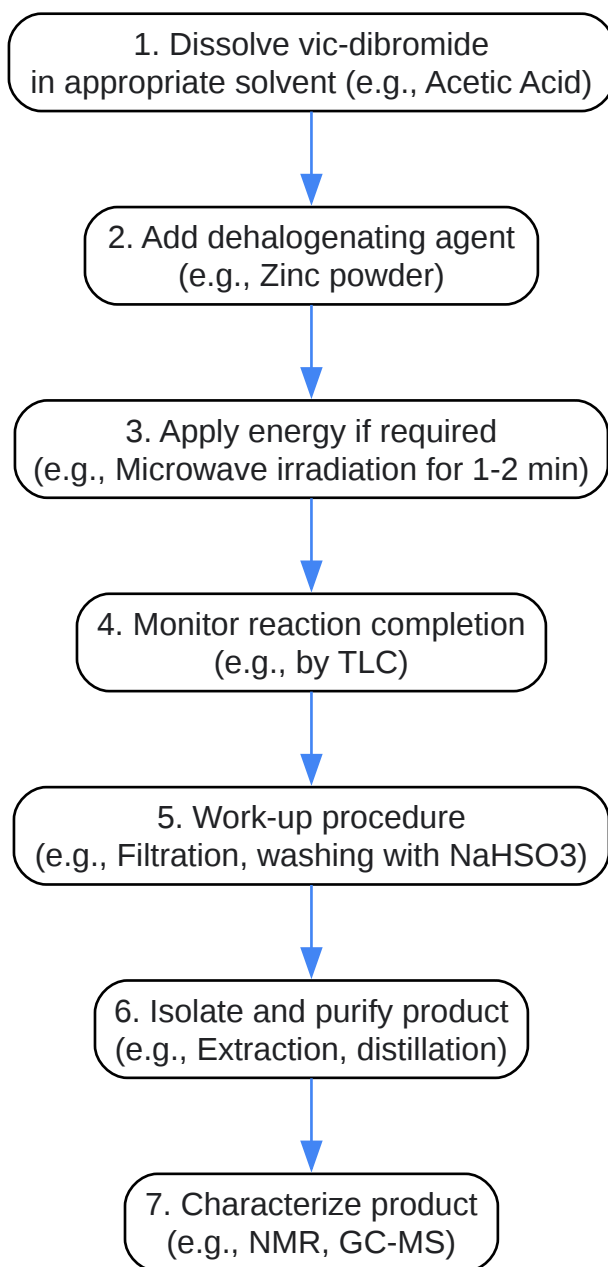 1. Dissolve vic-dibromide
in appropriate solvent (e.g., Acetic Acid)
2. Add dehalogenating agent
(e.g., Zinc powder)
3. Apply energy if required
(e.g., Microwave irradiation for 1-2 min)
4. Monitor reaction completion
(e.g., by TLC)
5. Work-up procedure
(e.g., Filtration, washing with NaHSO3)
6. Isolate and purify product
(e.g., Extraction, distillation)
7. Characterize product
(e.g., NMR, GC-MS)